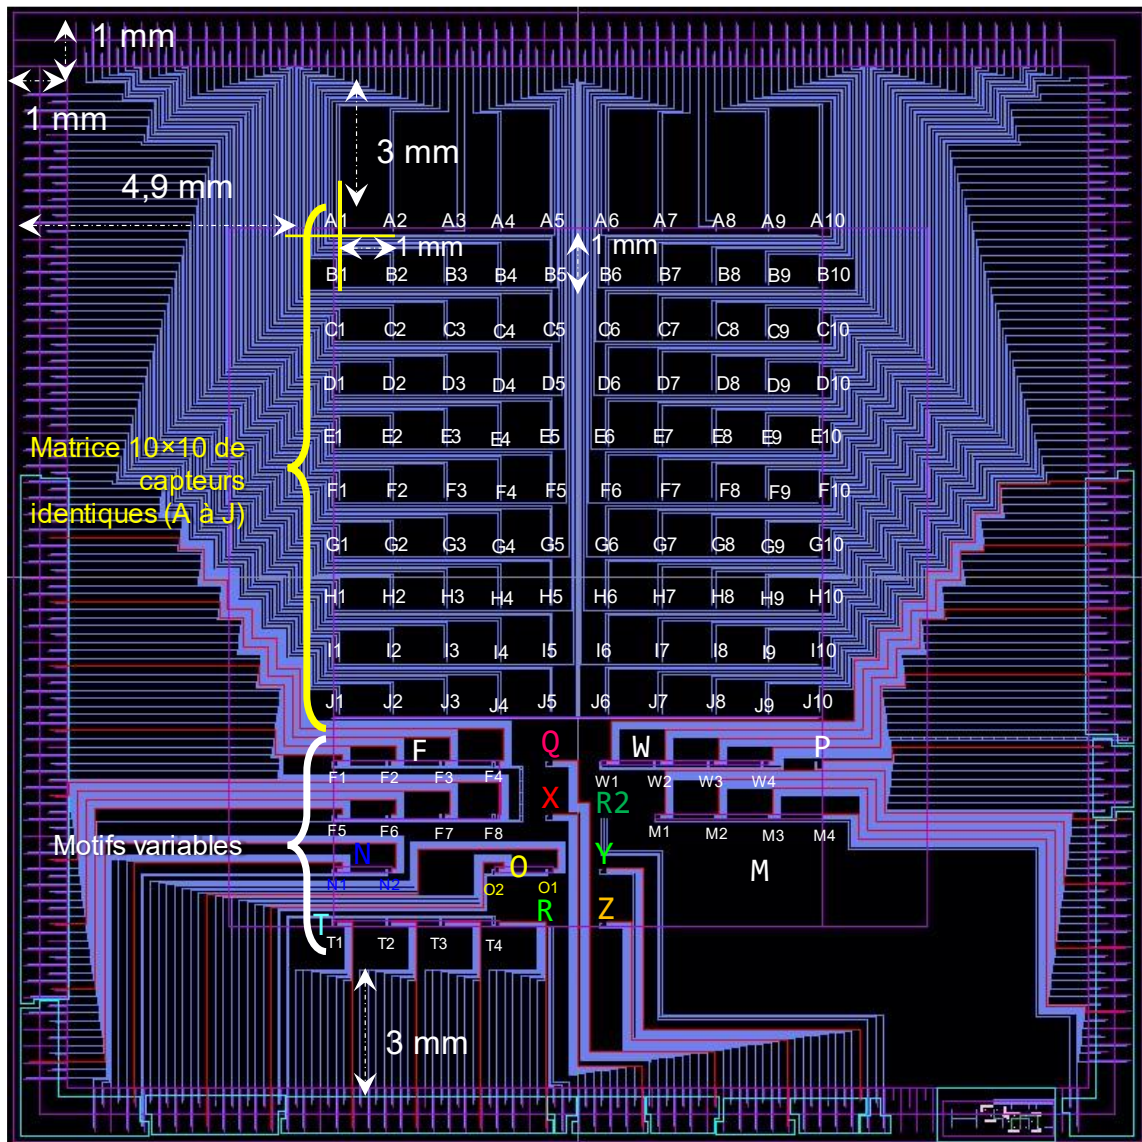 1 mm
1 mm
3 mm
4,9 mm
A1 A2 A3 A4 A5 A6 A7 A8 A9 A10
1 mm 1 mm
B1 B2 B3 B4 B5 B6 B7 B8 B9 B10
C1 C2 C3 C4 C5 C6 C7 C8 C9 C10
D1 D2 D3 D4 D5 D6 D7 D8 D9 D10
E1 E2 E3 E4 E5 E6 E7 E8 E9 E10
Matrice 10×10 de
capteurs
identiques (A à J)
F1 F2 F3 F4 F5 F6 F7 F8 F9 F10
G1 G2 G3 G4 G5 G6 G7 G8 G9 G10
H1 H2 H3 H4 H5 H6 H7 H8 H9 H10
I1 I2 I3 I4 I5 I6 I7 I8 I9 I10
J1 J2 J3 J4 J5 J6 J7 J8 J9 J10
F Q W P
F1 F2 F3 F4 W1 W2 W3 W4
X R2
F5 F6 F7 F8 M1 M2 M3 M4
Motifs variables
N O Y M
N1 N2 O2 O1
T R Z
T1 T2 T3 T4
3 mm